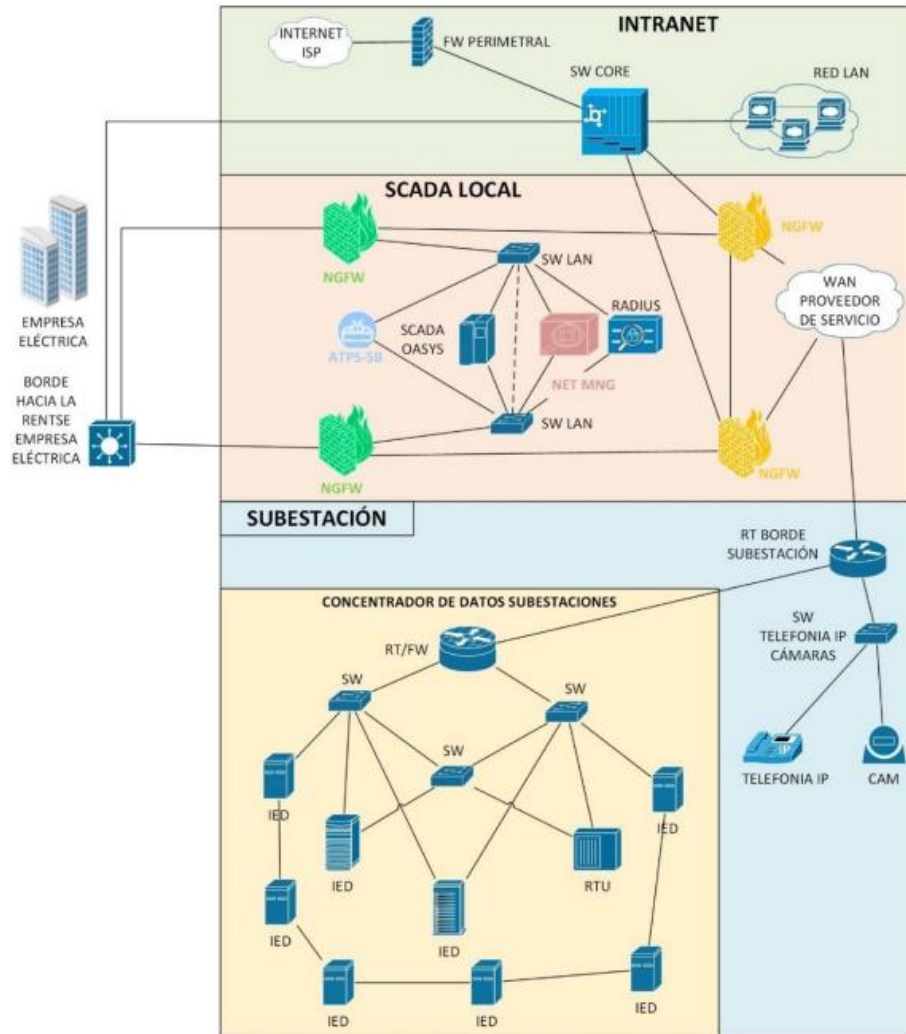 INTRANET
INTERNET
ISP
FW PERIMETRAL
SW CORE
RED LAN
SCADA LOCAL
NGFW
NGFW
SW LAN
WAN
PROVEEDOR
DE SERVICIO
EMPRESA
ELÉCTRICA
ATPS-SB
SCADA
OASYS
RADIUS
NET MNG
SW LAN
BORDE
HACIA LA
RENTSE
EMPRESA
ELÉCTRICA
NGFW
NGFW
SUBESTACIÓN
RT BORDE
SUBESTACIÓN
CONCENTRADOR DE DATOS SUBESTACIONES
RT/FW
SW
TELEFONIA IP
CÁMARAS
SW
SW
SW
IP
TELEFONIA IP
CAM
IED
IED
IED
RTU
IED
IED
IED
IED
IED